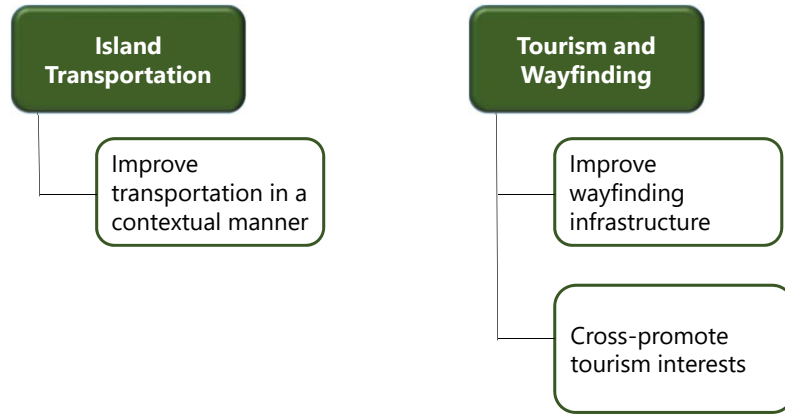 Island
Transportation
Improve
transportation in a
contextual manner
Tourism and
Wayfinding
Improve
wayfinding
infrastructure
Cross-promote
tourism interests